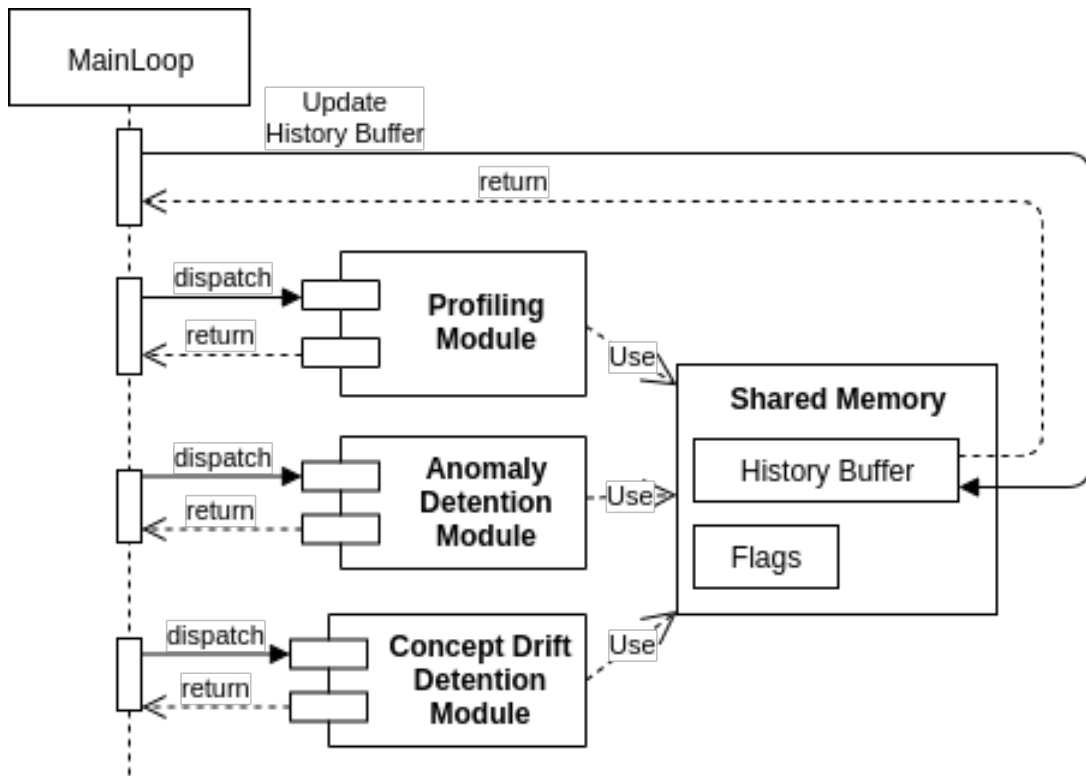 MainLoop
Update
History Buffer
return
dispatch
return
Profiling
Module
Use
Shared Memory
History Buffer
Flags
dispatch
return
Anomaly
Detention
Module
Use
dispatch
return
Concept Drift
Detention
Module
Use